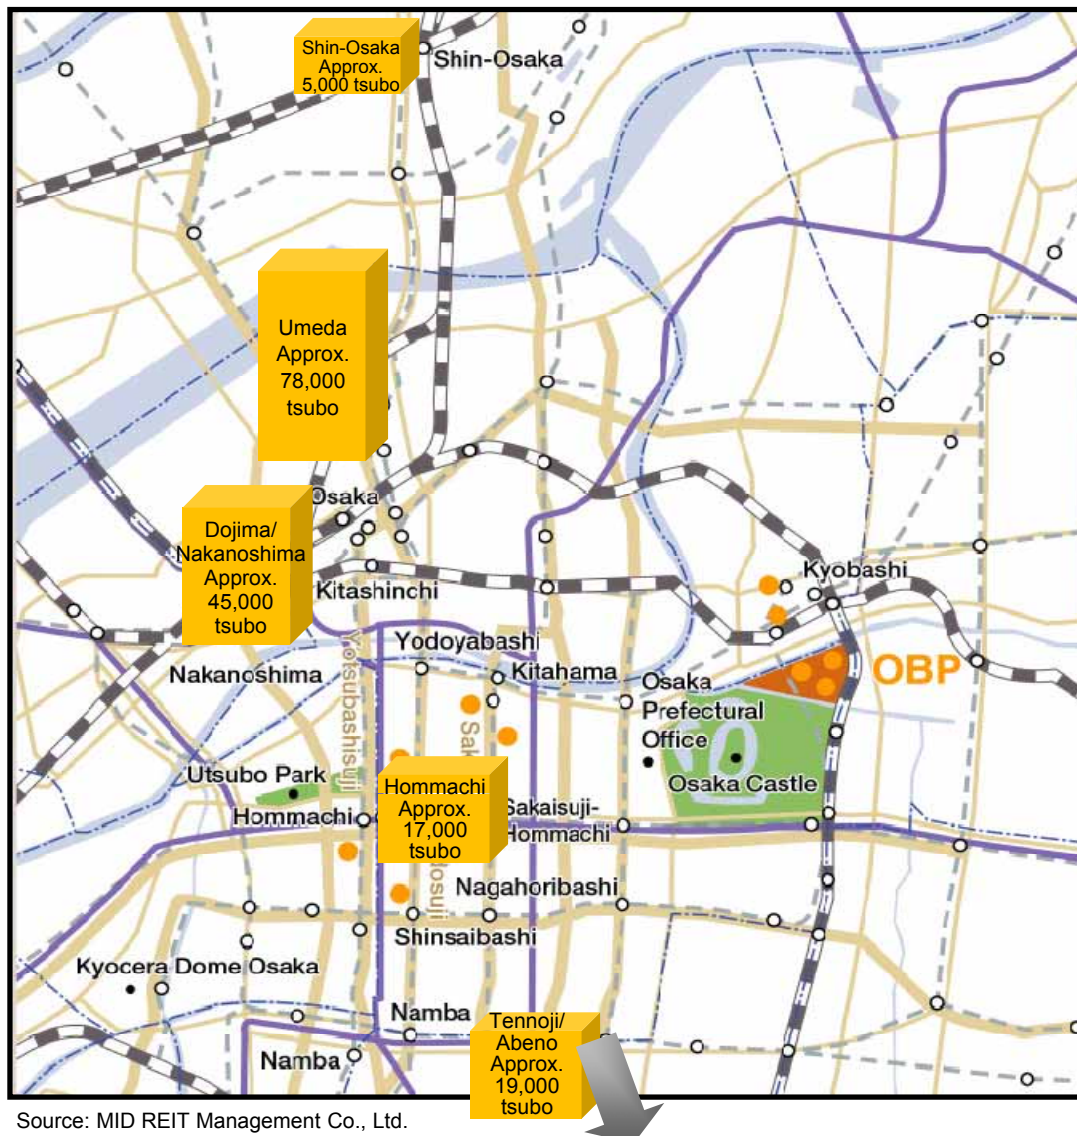 Shin-Osaka
Approx.
5,000 tsubo
Shin-Osaka
Umeda
Approx.
78,000
tsubo
Osaka
Dojima/
Nakanoshima
Approx.
45,000
tsubo
Kitashinchi
Kyobashi
Yodoyabashi
Nakanoshima
Kitahama
OBP
Yotsubashisuji
Osaka
Prefectural
Office
Osaka Castle
Utsubo Park
Hommachi
Hommachi
Approx.
17,000
tsubo
Sakaisuji-
Hommachi
Nagahoribashi
Shinsaibashi
Kyocera Dome Osaka
Namba
Namba
Tennoji/
Abeno
Approx.
19,000
tsubo
Source: MID REIT Management Co., Ltd.